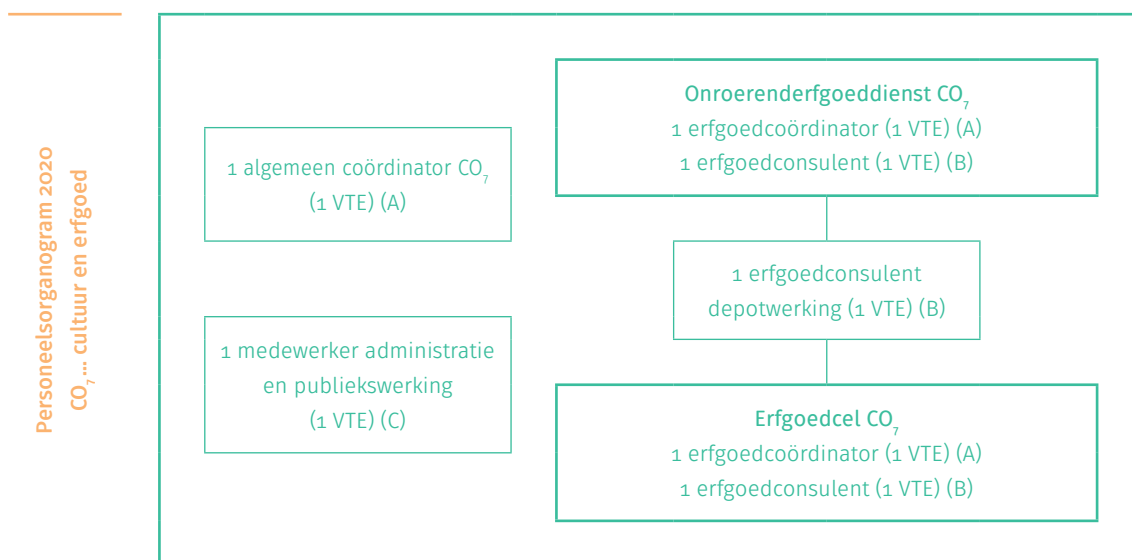 Personeelsorganogram 2020
CO₇ ... cultuur en erfgoed
1 algemeen coördinator CO₇
(1 VTE) (A)
1 medewerker administratie
en publiekswerking
(1 VTE) (C)
Onroerenderfgoeddienst CO₇
1 erfgoedcoördinator (1 VTE) (A)
1 erfgoedconsulent (1 VTE) (B)
1 erfgoedconsulent
depotwerking (1 VTE) (B)
Erfgoedcel CO₇
1 erfgoedcoördinator (1 VTE) (A)
1 erfgoedconsulent (1 VTE) (B)